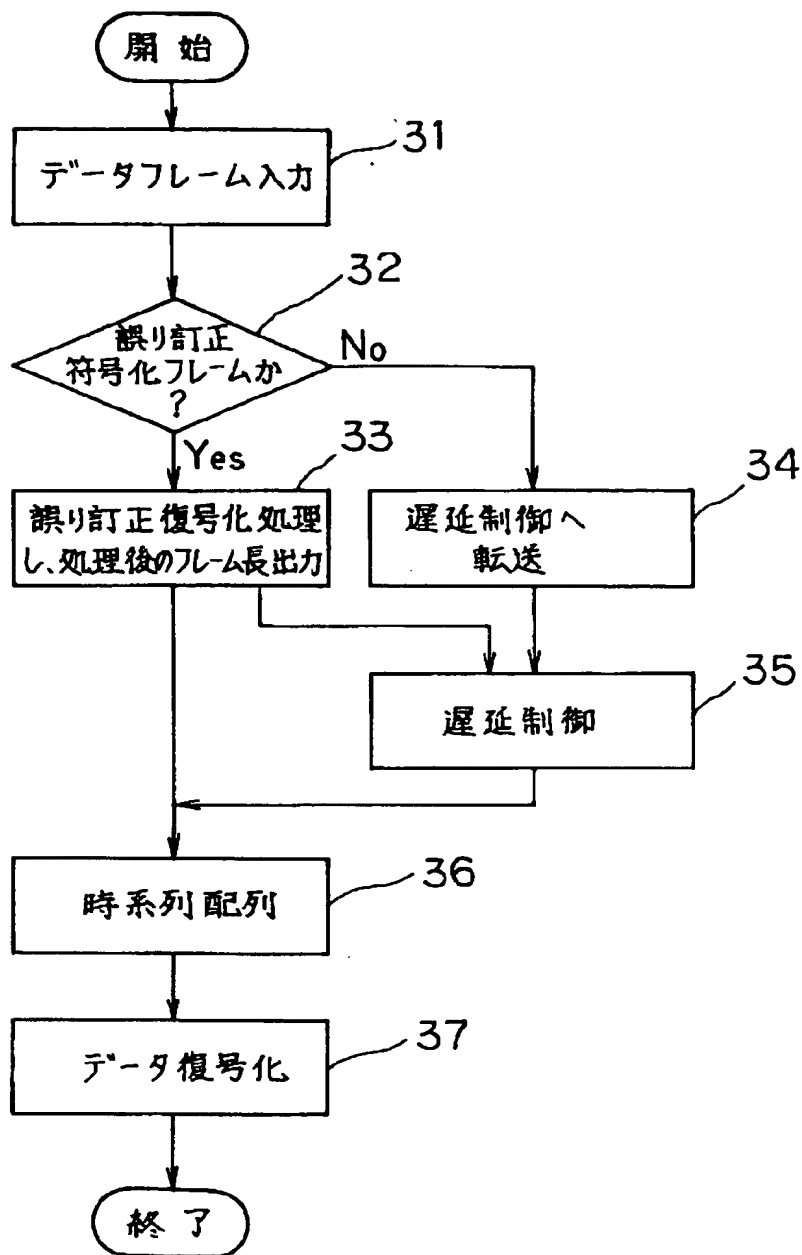 開始
31
データフレーム入力
32
誤り訂正
符号化フレームか
?
No
Yes
33
誤り訂正復号化処理
し、処理後のフレーム長出力
34
遅延制御へ
転送
35
遅延制御
36
時系列配列
37
データ復号化
終了